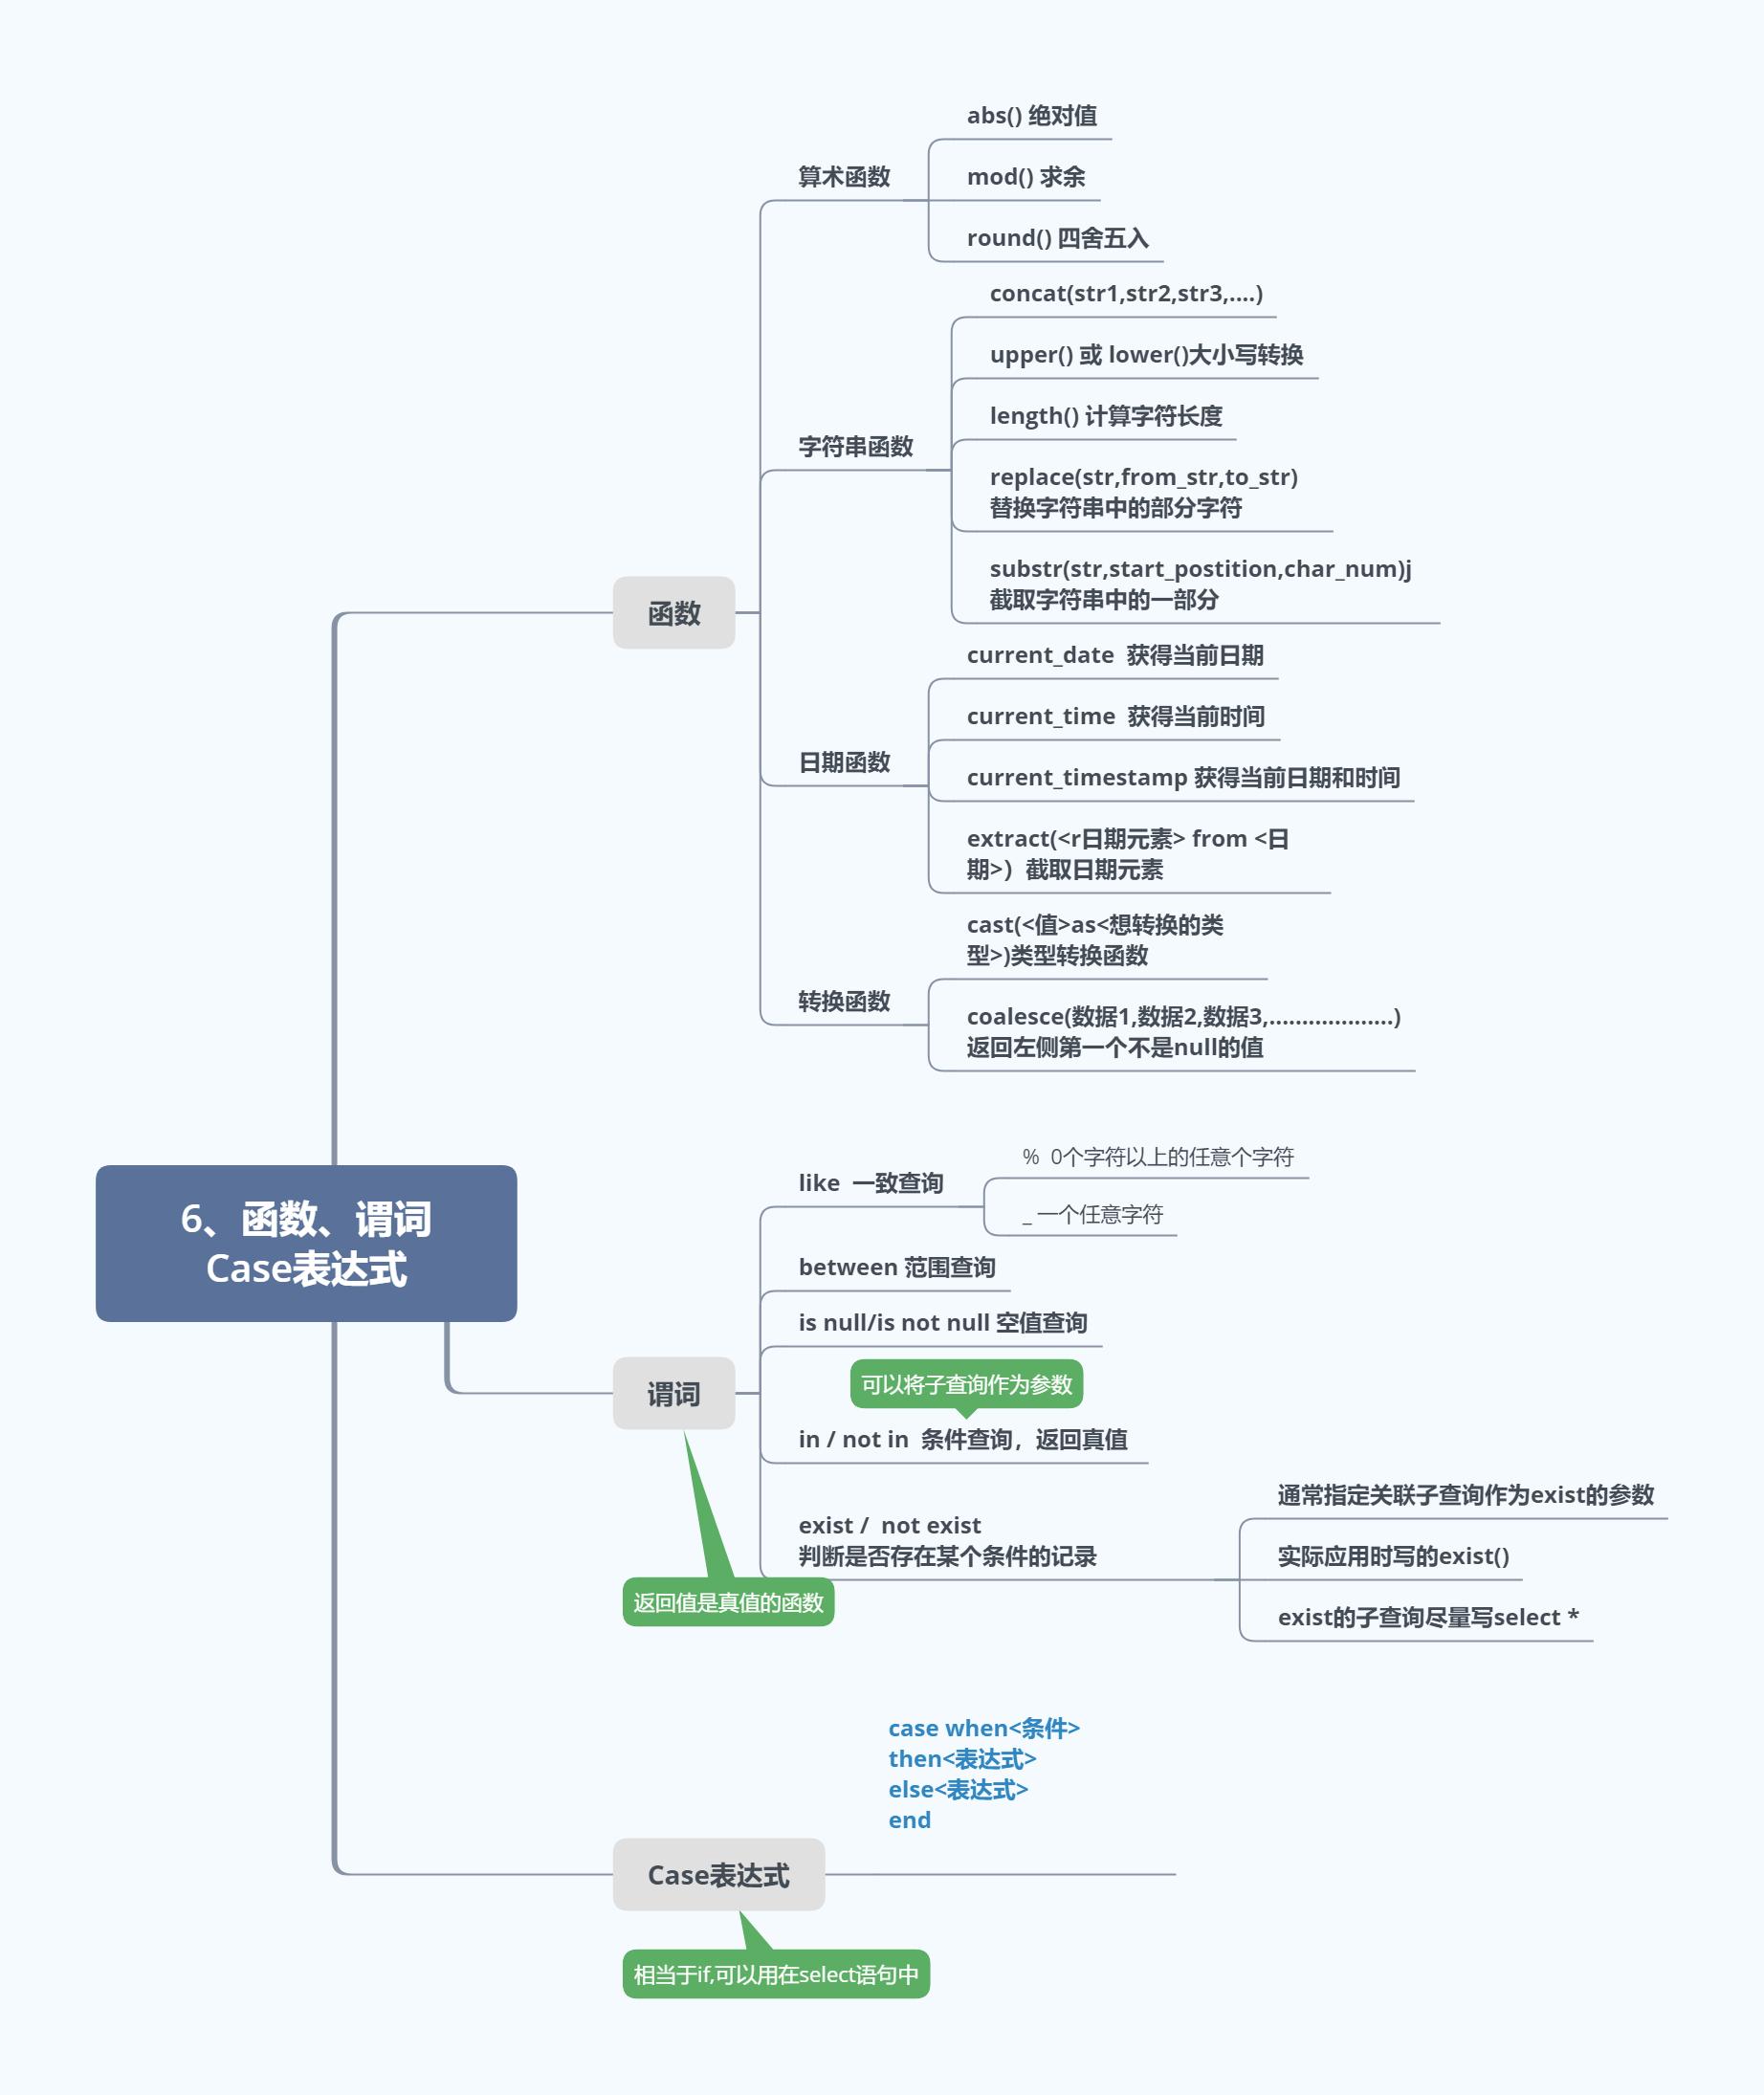 6、函数、谓词
Case表达式
函数
算术函数
abs() 绝对值
mod() 求余
round() 四舍五入
字符串函数
concat(str1,str2,str3,....)
upper() 或 lower()大小写转换
length() 计算字符长度
replace(str,from_str,to_str)
替换字符串中的部分字符
substr(str,start_postition,char_num)j
截取字符串中的一部分
日期函数
current_date  获得当前日期
current_time  获得当前时间
current_timestamp 获得当前日期和时间
extract(<r日期元素> from <日
期>）截取日期元素
转换函数
cast(<值>as<想转换的类
型>)类型转换函数
coalesce(数据1,数据2,数据3,...................)
返回左侧第一个不是null的值
谓词
返回值是真值的函数
like  一致查询
%  0个字符以上的任意个字符
_ 一个任意字符
between 范围查询
is null/is not null 空值查询
可以将子查询作为参数
in / not in  条件查询，返回真值
exist /  not exist
判断是否存在某个条件的记录
通常指定关联子查询作为exist的参数
实际应用时写的exist()
exist的子查询尽量写select *
Case表达式
case when<条件>
then<表达式>
else<表达式>
end
相当于if,可以用在select语句中